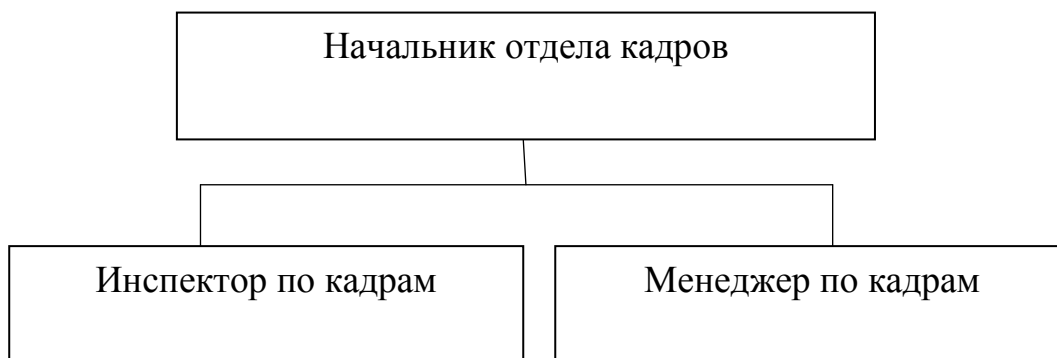 Начальник отдела кадров
Инспектор по кадрам
Менеджер по кадрам